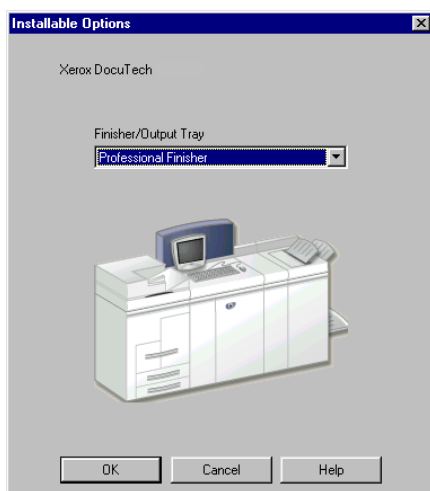 Installable Options
Xerox DocuTech
Finisher/Output Tray
Professional Finisher
OK
Cancel
Help